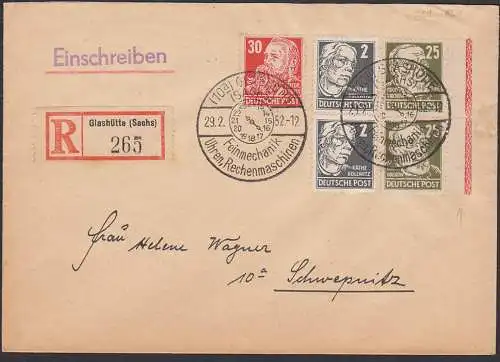 Einschreiben
30
DEUTSCHE POST
2
KÄTHE KOLLWITZ
DEUTSCHE POST
25
DEUTSCHE POST
2
KÄTHE KOLLWITZ
DEUTSCHE POST
25
DEUTSCHE POST
R
Glashütte (Sachs)
265
(10a)
29.2. 52-12
Feinmechanik
Uhren, Rechenmaschinen
Frau Helene Wagner
10ª Schwepnitz